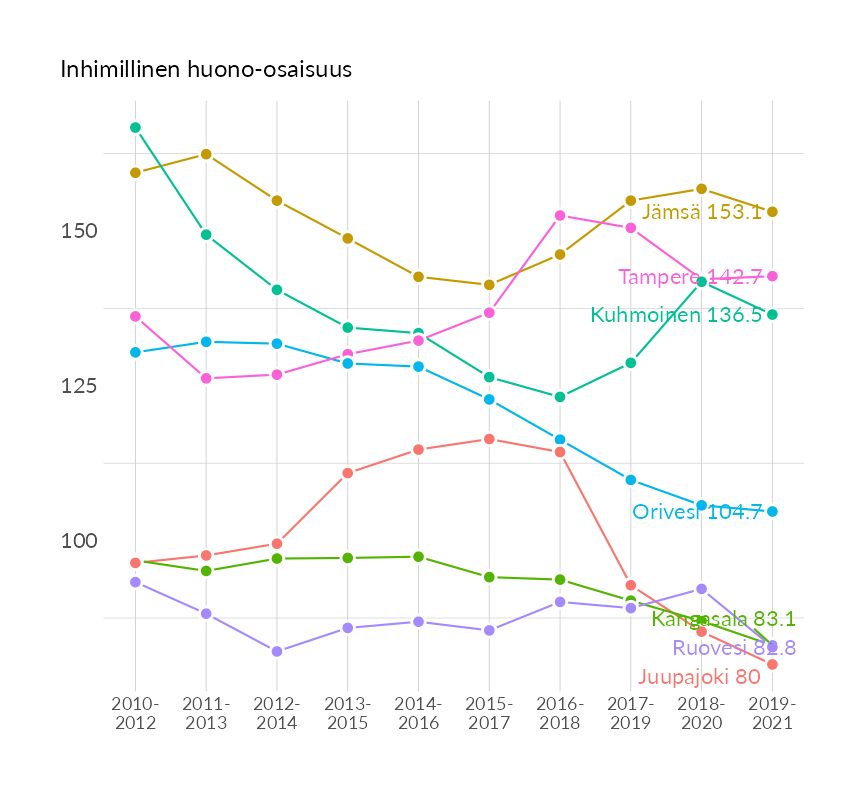 Inhimillinen huono-osaisuus
150
125
100
Jämsä 153.1
Tampere 142.7
Kuhmoinen 136.5
Orivesi 104.7
Kangasala 83.1
Ruovesi 82.8
Juupajoki 80
2010-
2012
2011-
2013
2012-
2014
2013-
2015
2014-
2016
2015-
2017
2016-
2018
2017-
2019
2018-
2020
2019-
2021